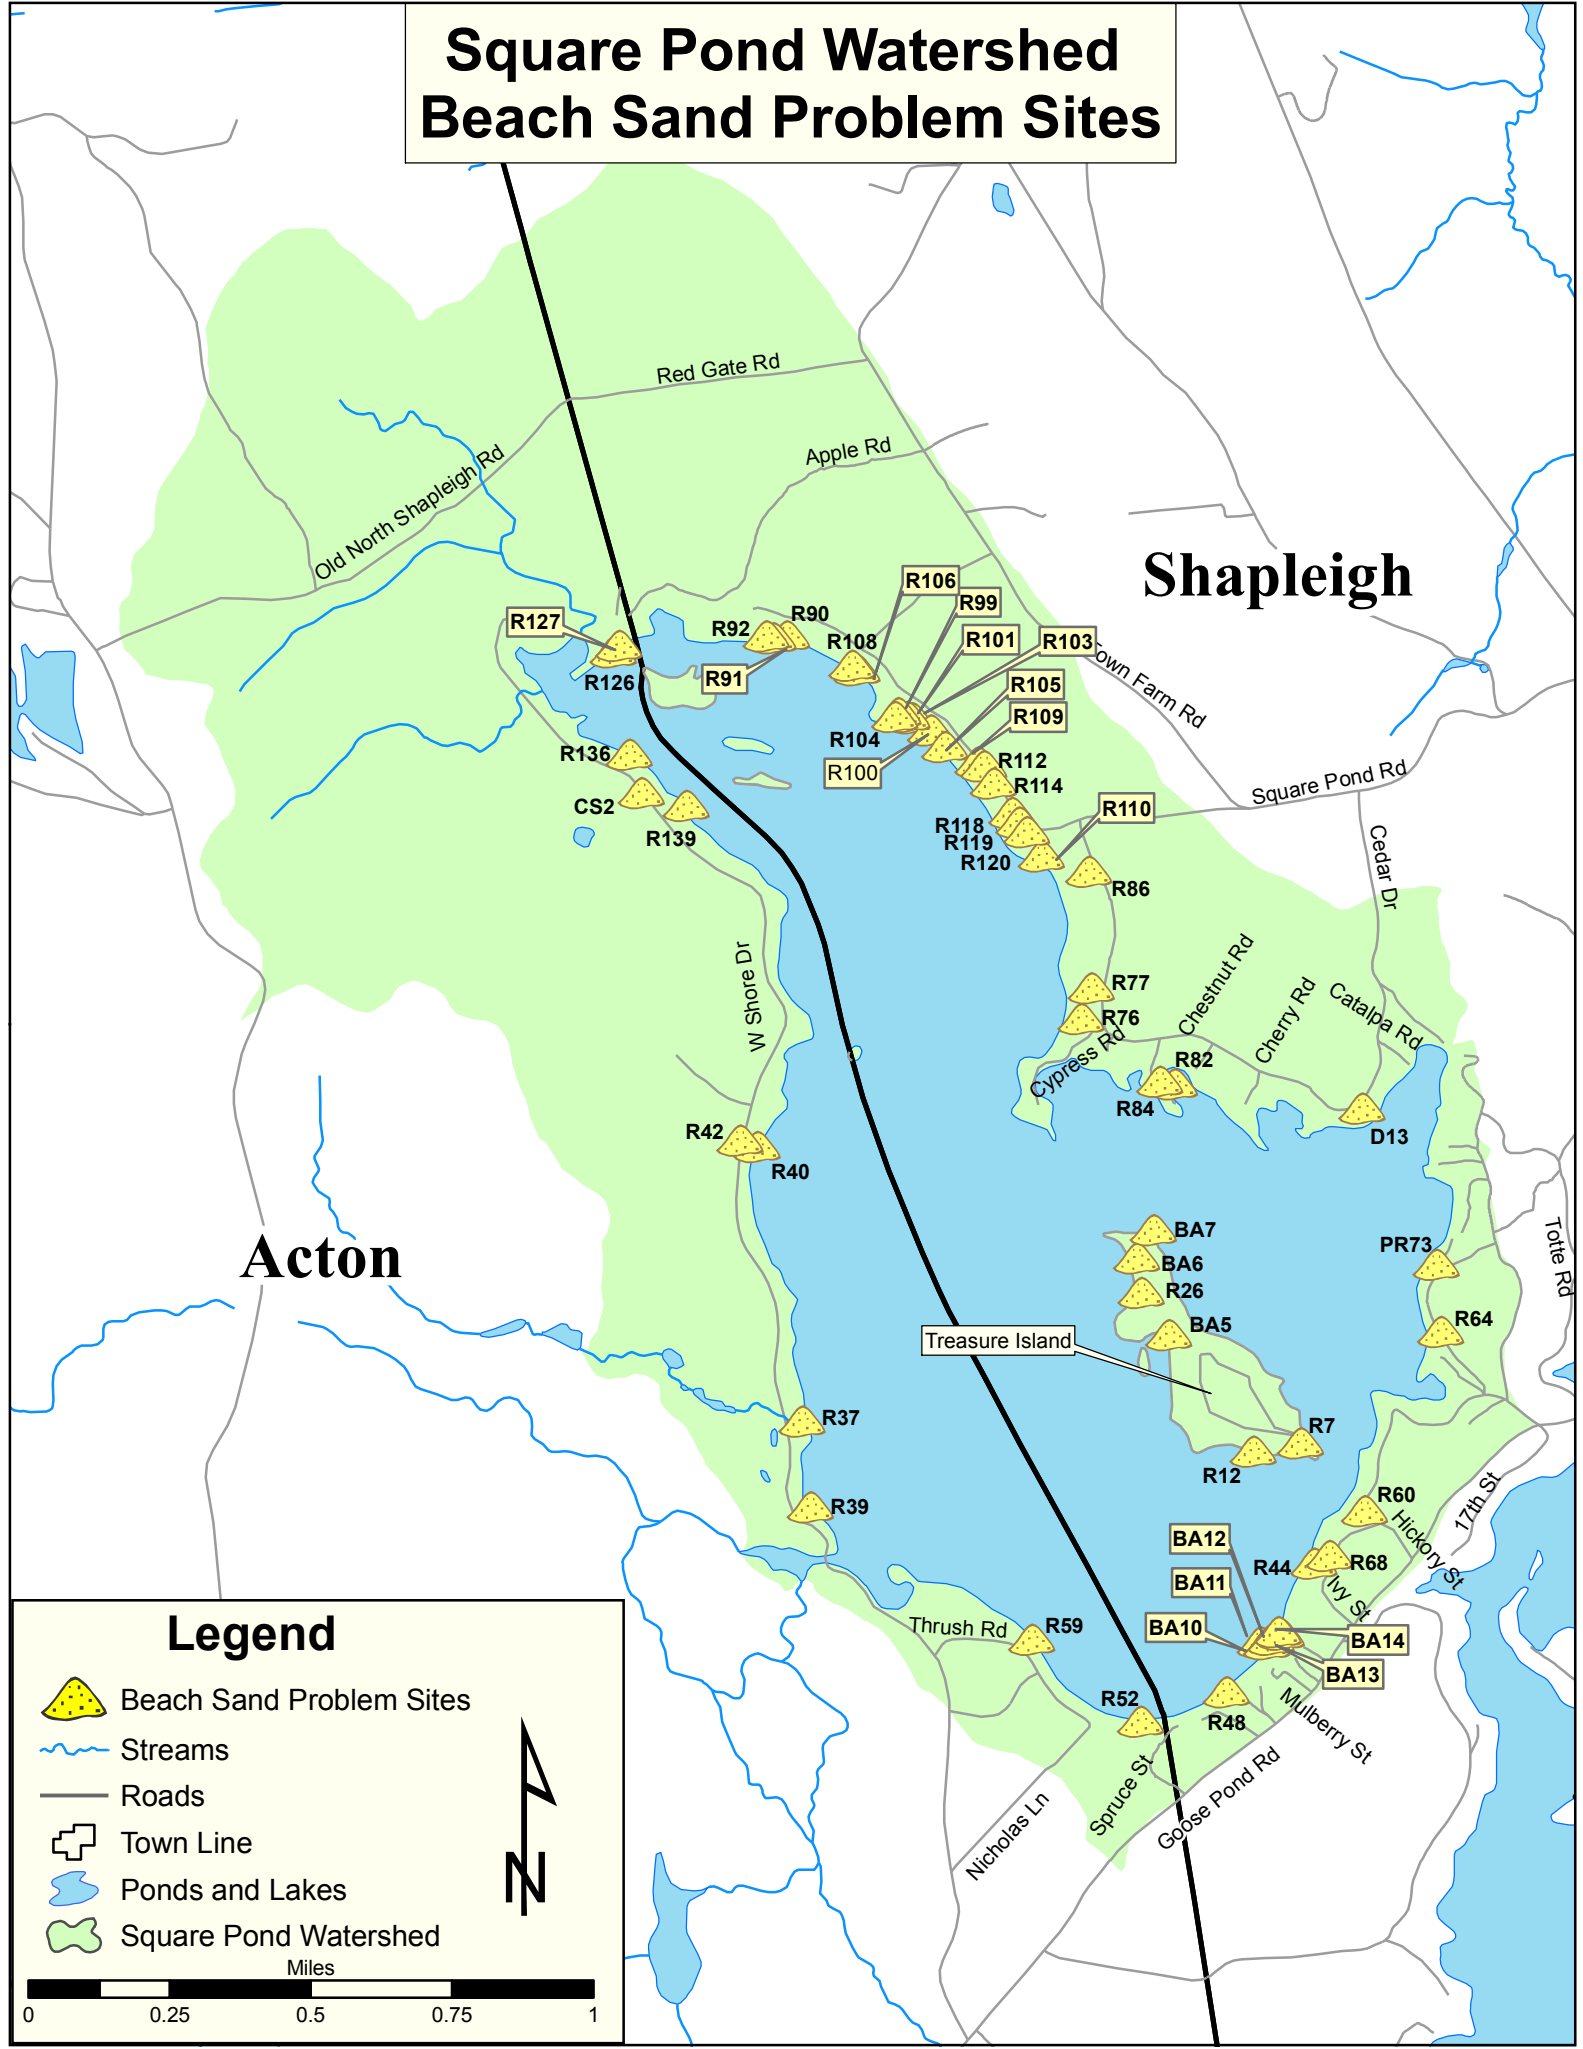 Square Pond Watershed
Beach Sand Problem Sites
Red Gate Rd
Apple Rd
Old North Shapleigh Rd
Shapleigh
R106
R99
R127
R92
R90
R108
R101
R103
Town Farm Rd
R91
R126
R105
R109
R104
R100
R136
R112
R114
Square Pond Rd
CS2
R139
R118
R119
R120
R110
R86
Cedar Dr
W Shore Dr
R77
R76
Chestnut Rd
Cherry Rd
Catalpa Rd
Cypress Rd
R82
R84
D13
R42
R40
Acton
BA7
BA6
R26
BA5
PR73
Totte Rd
R64
Treasure Island
R37
R7
R12
R39
R60
17th St
Hickory St
BA12
R44
R68
BA11
Ivy St
BA10
BA14
BA13
Thrush Rd
R59
R52
R48
Mulberry St
Spruce St
Goose Pond Rd
Nicholas Ln
Legend
Beach Sand Problem Sites
Streams
Roads
Town Line
Ponds and Lakes
Square Pond Watershed
N
Miles
0 0.25 0.5 0.75 1